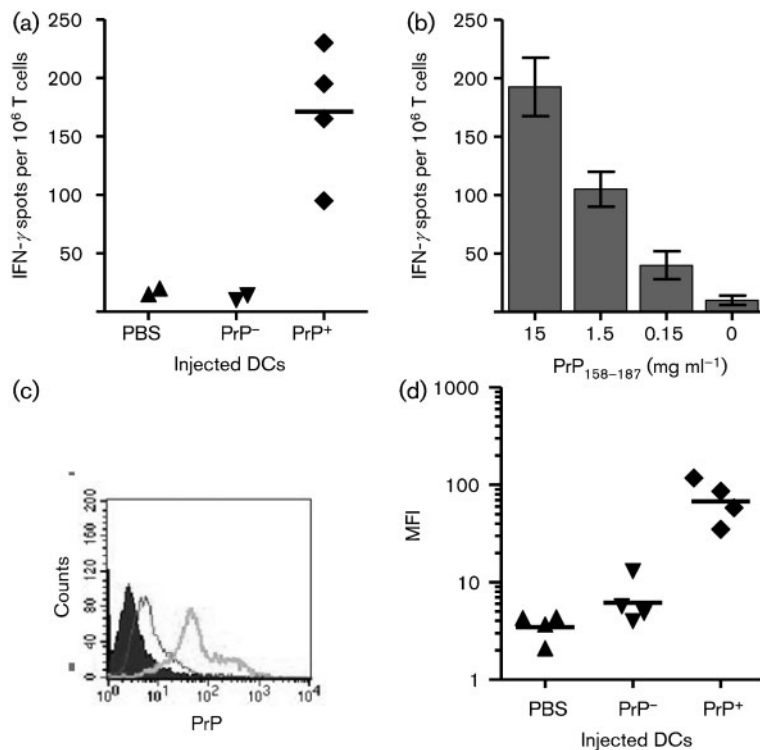 (a)
IFN-γ spots per 10⁶ T cells
250
200
150
100
50
PBS
PrP⁻
PrP⁺
Injected DCs
(b)
IFN-γ spots per 10⁶ T cells
250
200
150
100
50
15
1.5
0.15
0
PrP₁₅₈₋₁₈₇ (mg ml⁻¹)
(c)
Counts
200
160
120
80
40
0
10⁰
10¹
10²
10³
10⁴
PrP
(d)
MFI
1000
100
10
1
PBS
PrP⁻
PrP⁺
Injected DCs